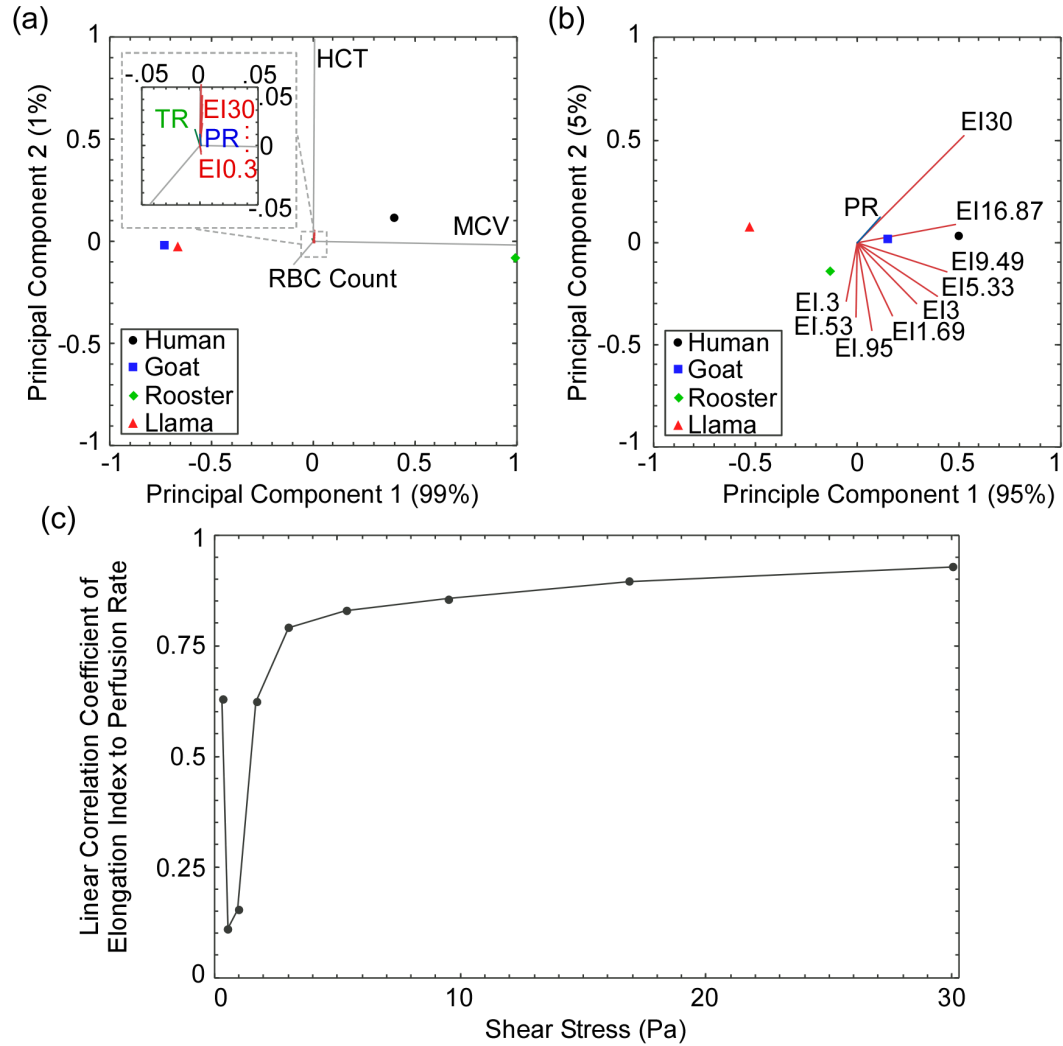 (a)
1
0.5
0
-0.5
-1
Principal Component 2 (1%)
-.05 0 .05
.05
0
-.05
TR
EI30
PR
EI0.3
HCT
MCV
RBC Count
Human
Goat
Rooster
Llama
-1 -0.5 0 0.5 1
Principal Component 1 (99%)
(b)
1
0.5
0
-0.5
-1
Principal Component 2 (5%)
EI30
PR
EI16.87
EI9.49
EI5.33
EI3
EI1.69
EI.95
EI.53
EI.3
Human
Goat
Rooster
Llama
-1 -0.5 0 0.5 1
Principle Component 1 (95%)
(c)
1
0.75
0.5
0.25
0
Linear Correlation Coefficient of
Elongation Index to Perfusion Rate
0 10 20 30
Shear Stress (Pa)